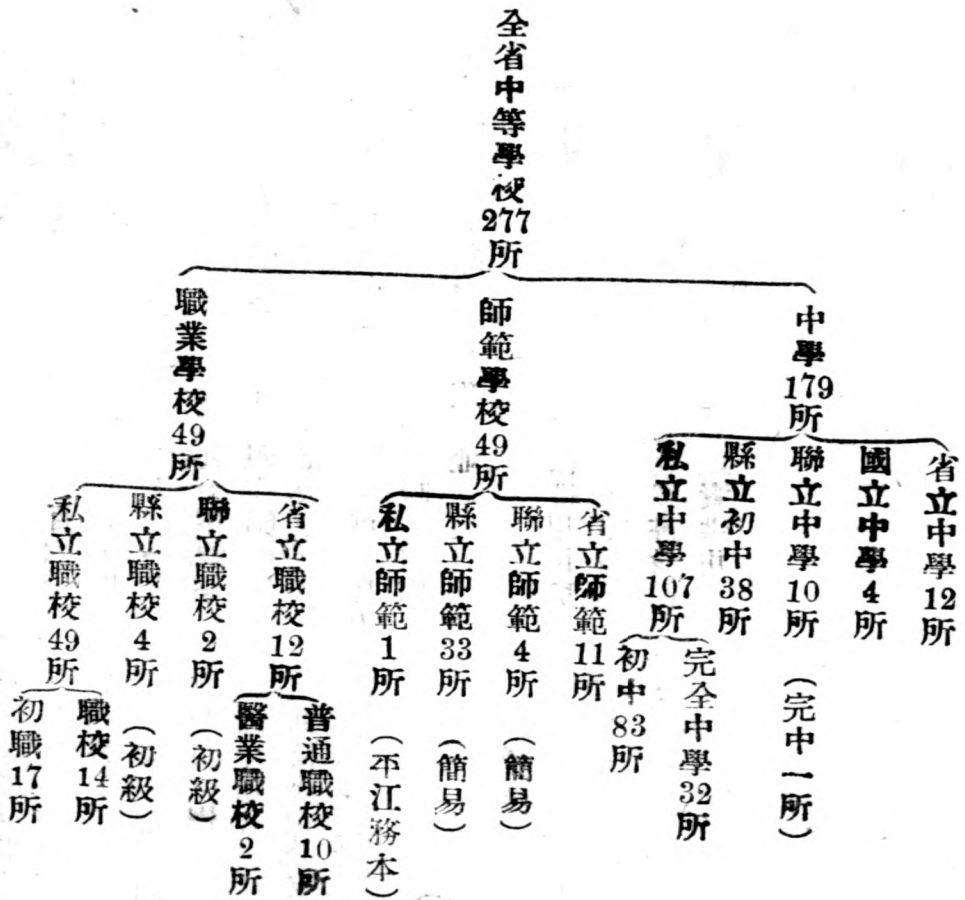 全省中等學校277所
中學179所
省立中學12所
國立中學4所
聯立中學10所（完中一所）
縣立初中38所
私立中學107所
完全中學32所
初中83所
師範學校49所
省立師範11所
聯立師範4所（簡易）
縣立師範33所（簡易）
私立師範1所（平江務本）
職業學校49所
省立職校12所
普通職校10所
醫業職校2所
聯立職校2所（初級）
縣立職校4所（初級）
私立職校49所
職校14所
初職17所